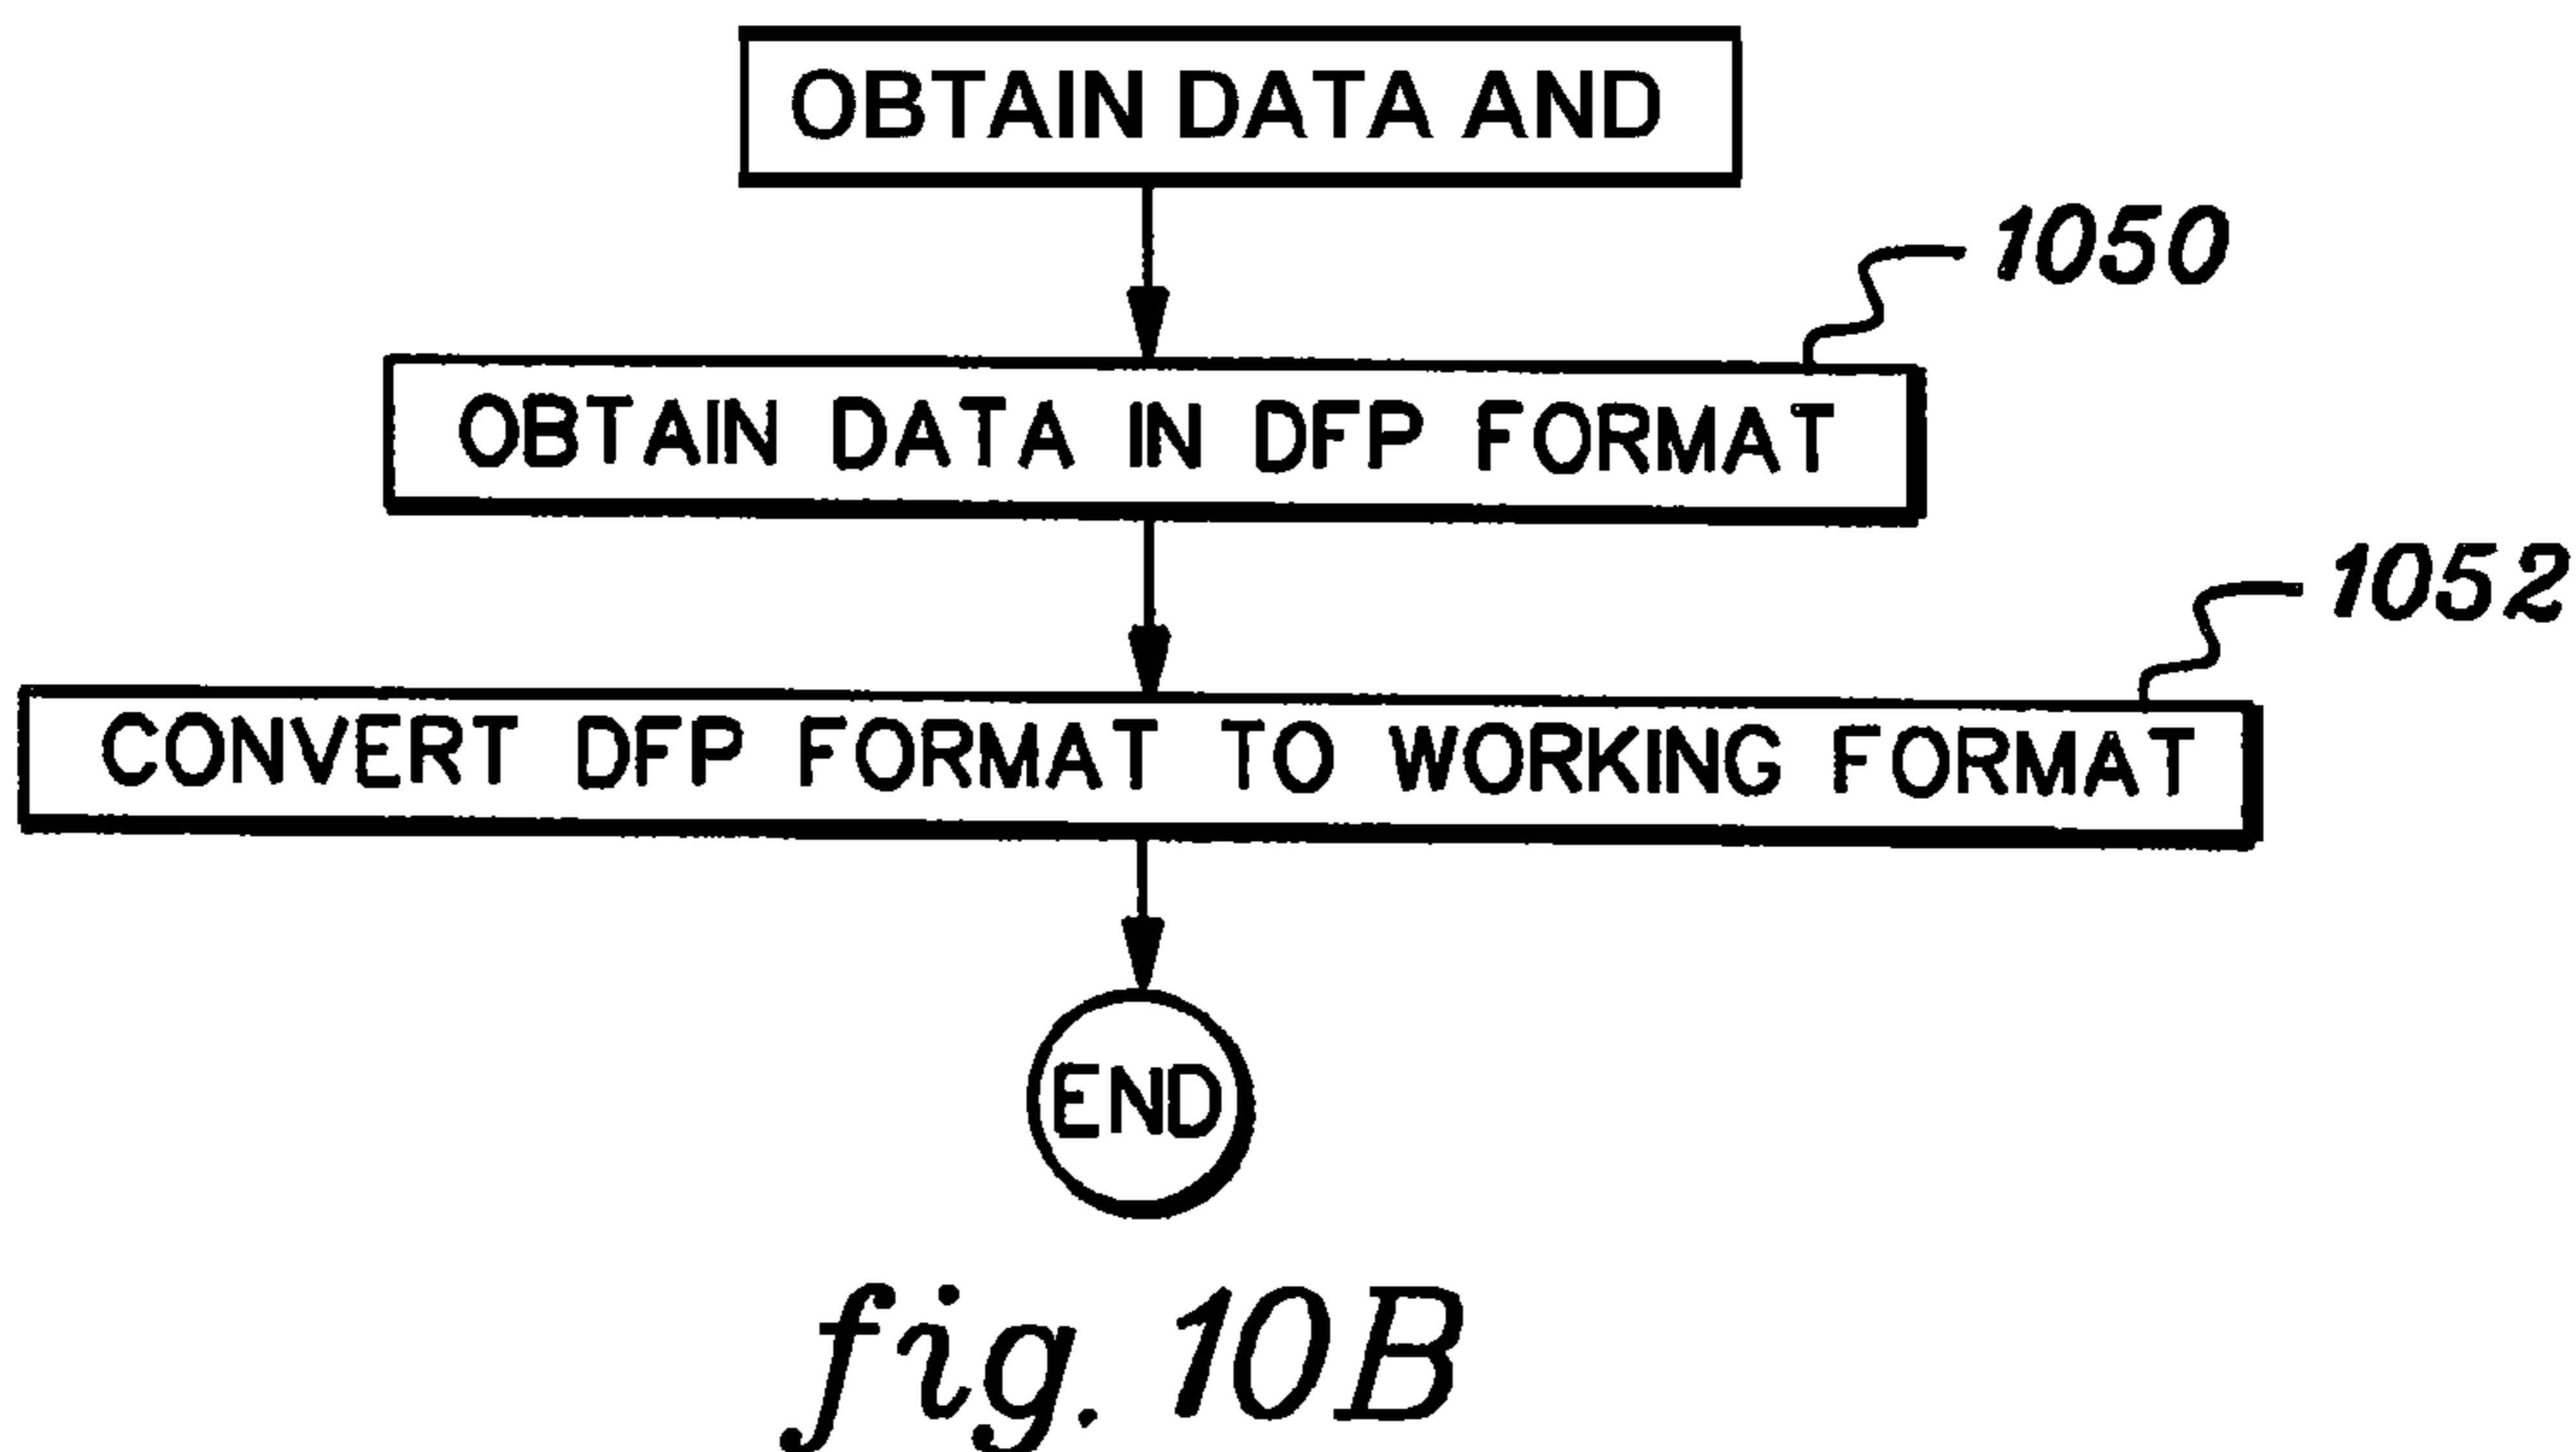 OBTAIN DATA AND
1050
OBTAIN DATA IN DFP FORMAT
1052
CONVERT DFP FORMAT TO WORKING FORMAT
END
fig. 10B